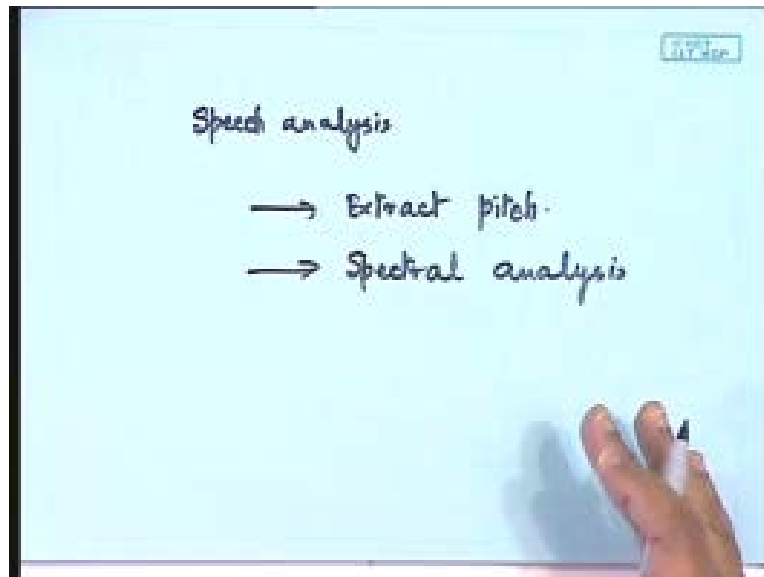 Speech analysis
→ Extract pitch.
→ Spectral analysis